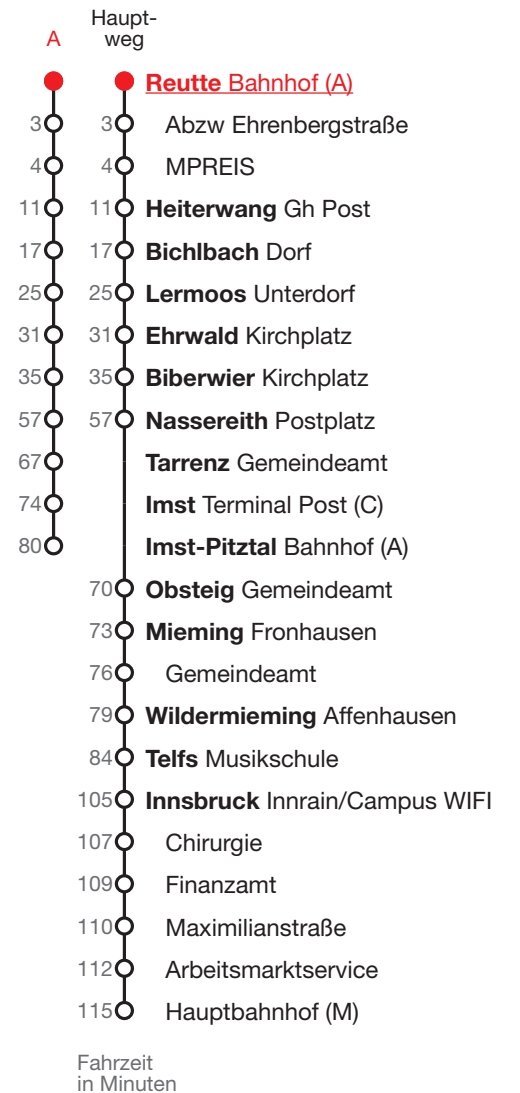 A
Haupt-
weg
Reutte Bahnhof (A)
3 3 Abzw Ehrenbergstraße
4 4 MPREIS
11 11 Heiterwang Gh Post
17 17 Bichlbach Dorf
25 25 Lermoos Unterdorf
31 31 Ehrwald Kirchplatz
35 35 Biberwier Kirchplatz
57 57 Nassereith Postplatz
67 Tarrenz Gemeindeamt
74 Imst Terminal Post (C)
80 Imst-Pitztal Bahnhof (A)
70 Obsteig Gemeindeamt
73 Mieming Fronhausen
76 Gemeindeamt
79 Wildermieming Affenhausen
84 Telfs Musikschule
105 Innsbruck Innrain/Campus WIFI
107 Chirurgie
109 Finanzamt
110 Maximilianstraße
112 Arbeitsmarktservice
115 Hauptbahnhof (M)
Fahrzeit
in Minuten